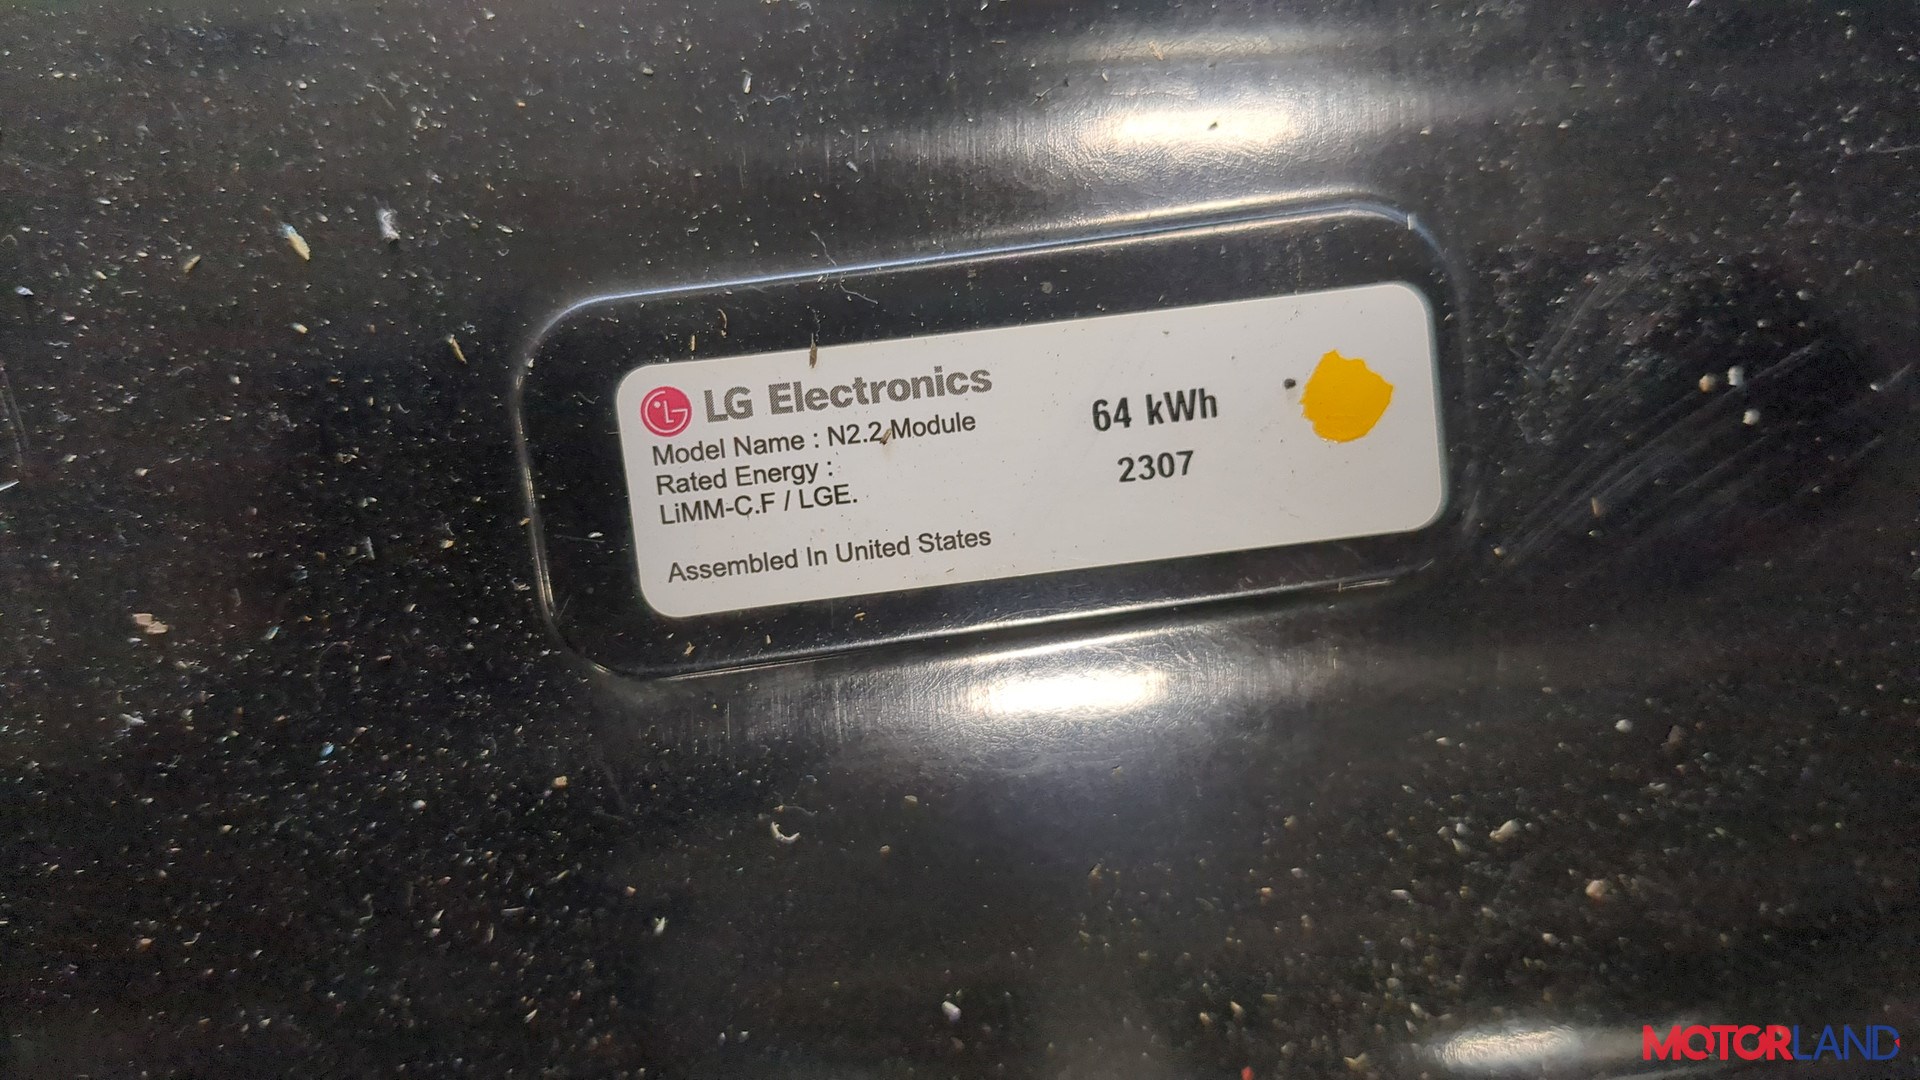 LG Electronics
Model Name : N2.2 Module
Rated Energy :
LiMM-C.F / LGE.
Assembled In United States
64 kWh
2307
MOTORLAND